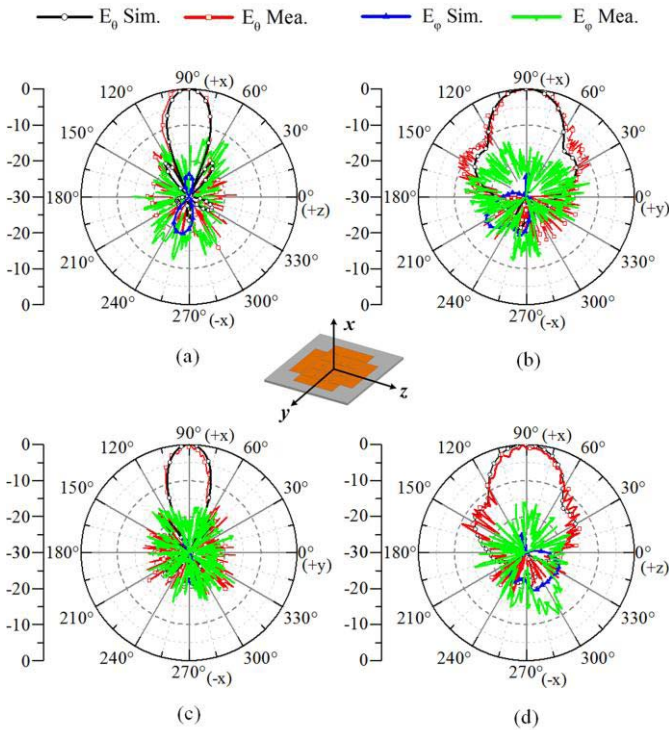 E_θ Sim. E_θ Mea. E_φ Sim. E_φ Mea.
0 120° 90° (+x) 60°
-10 150° 30°
-20
-30 180° 0° (+z)
-20 210° 330°
-10
0 240° 270° (-x) 300°
(a)
0 120° 90° (+x) 60°
-10 150° 30°
-20
-30 180° 0° (+y)
-20 210° 330°
-10
0 240° 270° (-x) 300°
(b)
x
y
z
0 120° 90° (+x) 60°
-10 150° 30°
-20
-30 180° 0° (+y)
-20 210° 330°
-10
0 240° 270° (-x) 300°
(c)
0 120° 90° (+x) 60°
-10 150° 30°
-20
-30 180° 0° (+z)
-20 210° 330°
-10
0 240° 270° (-x) 300°
(d)